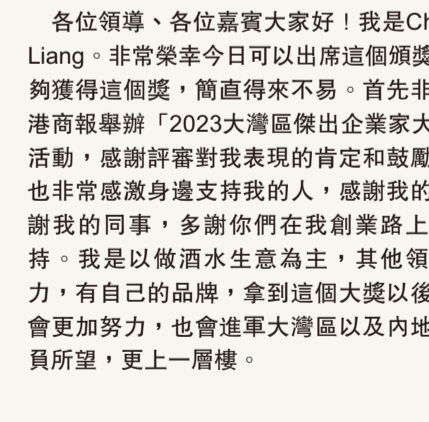 各位領導、各位嘉賓大家好！我是Ch
Liang。非常榮幸今日可以出席這個頒獎
夠獲得這個獎，簡直得來不易。首先非
港商報舉辦「2023大灣區傑出企業家大
活動，感謝評審對我表現的肯定和鼓勵
也非常感激身邊支持我的人，感謝我的
謝我的同事，多謝你們在我創業路上
持。我是以做酒水生意為主，其他領
力，有自己的品牌，拿到這個大獎以後
會更加努力，也會進軍大灣區以及內地
負所望，更上一層樓。